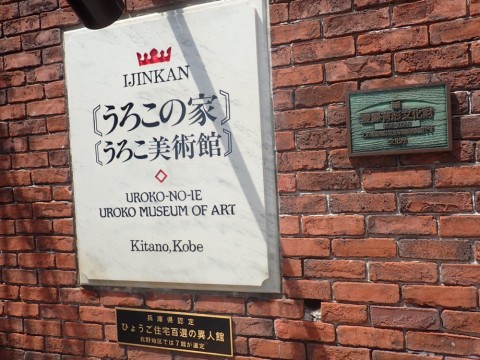 IJINKAN
〔うろこの家〕
〔うろこ美術館〕
UROKO-NO-IE
UROKO MUSEUM OF ART
Kitano, Kobe
兵庫県認定
ひょうご住宅百選の異人館
北野地区では7館が選定